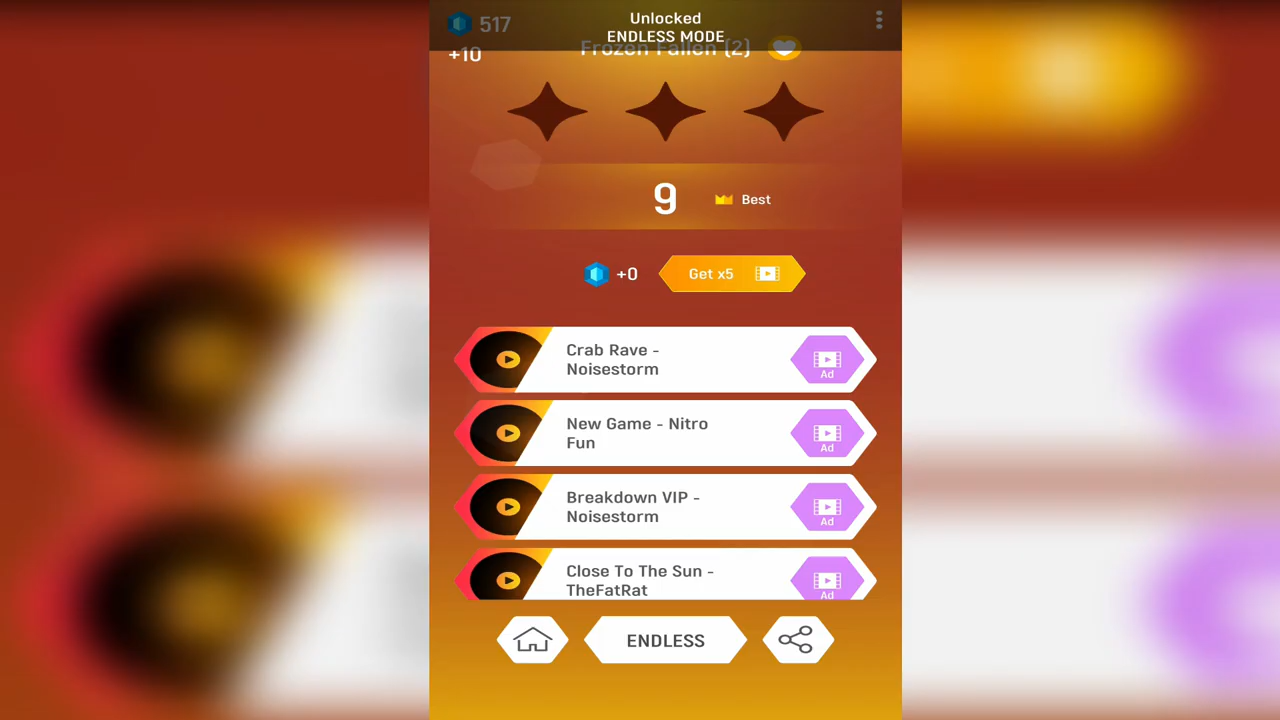 517
Unlocked
ENDLESS MODE
+10
Frozen Fallen (2)
9
Best
+0
Get x5
Crab Rave -
Noisestorm
Ad
New Game - Nitro
Fun
Ad
Breakdown VIP -
Noisestorm
Ad
Close To The Sun -
TheFatRat
Ad
ENDLESS